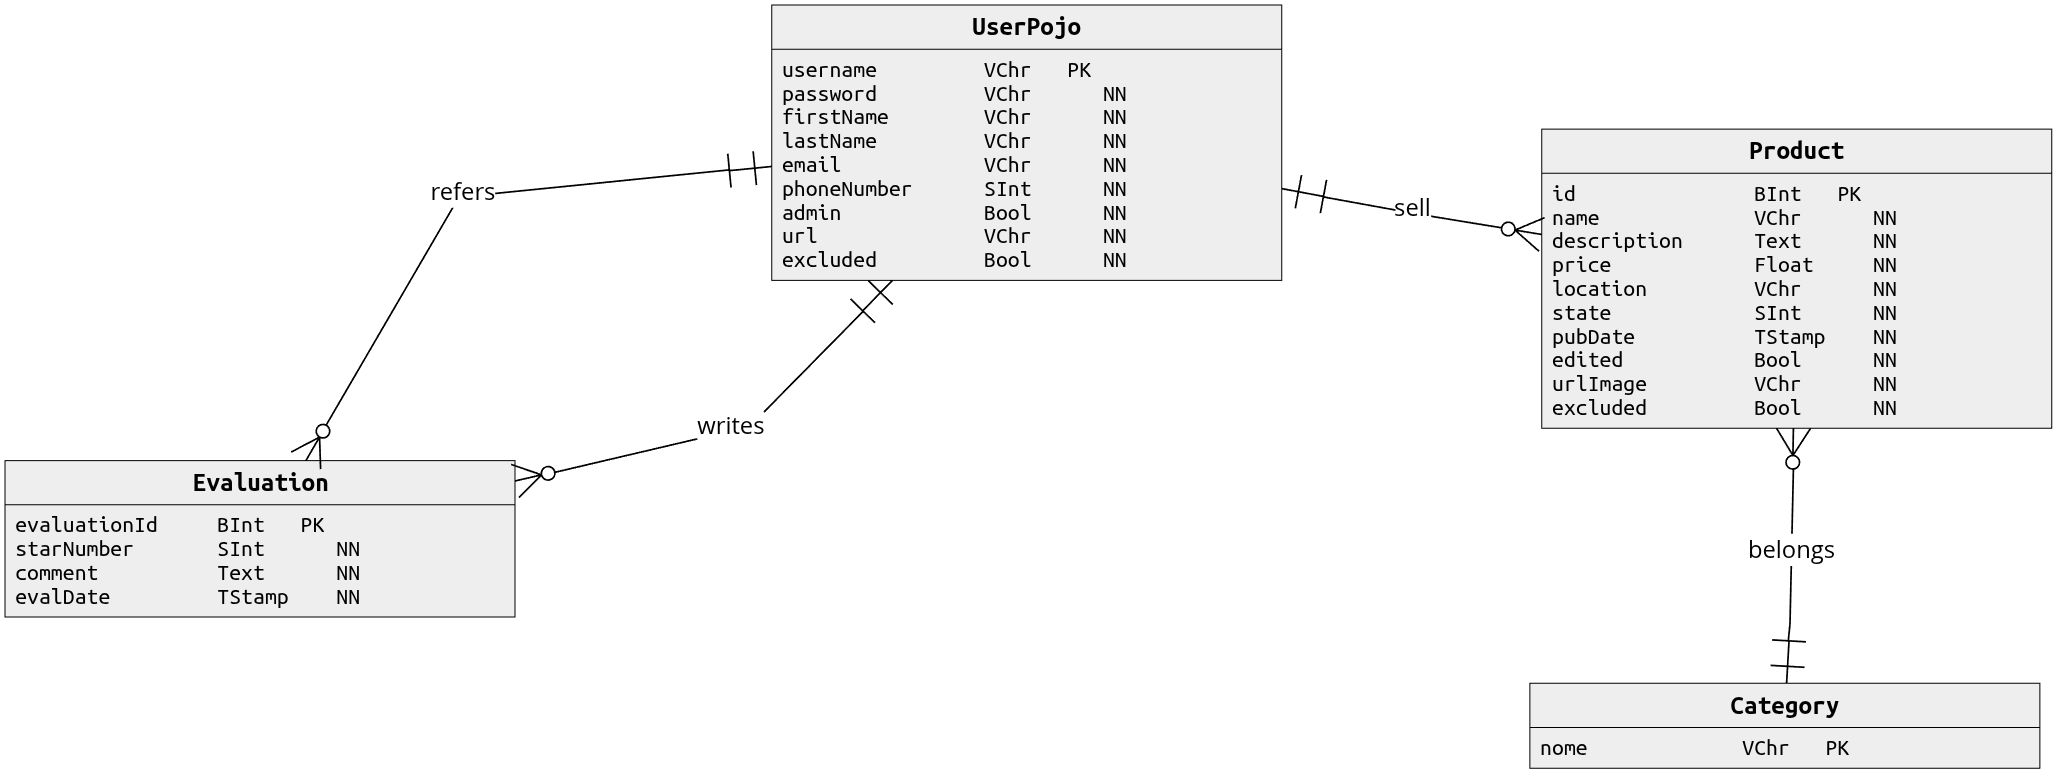 UserPojo
username VChr PK
password VChr NN
firstName VChr NN
lastName VChr NN
email VChr NN
phoneNumber SInt NN
admin Bool NN
url VChr NN
excluded Bool NN
refers
sell
writes
Product
id BInt PK
name VChr NN
description Text NN
price Float NN
location VChr NN
state SInt NN
pubDate TStamp NN
edited Bool NN
urlImage VChr NN
excluded Bool NN
Evaluation
evaluationId BInt PK
starNumber SInt NN
comment Text NN
evalDate TStamp NN
belongs
Category
nome VChr PK